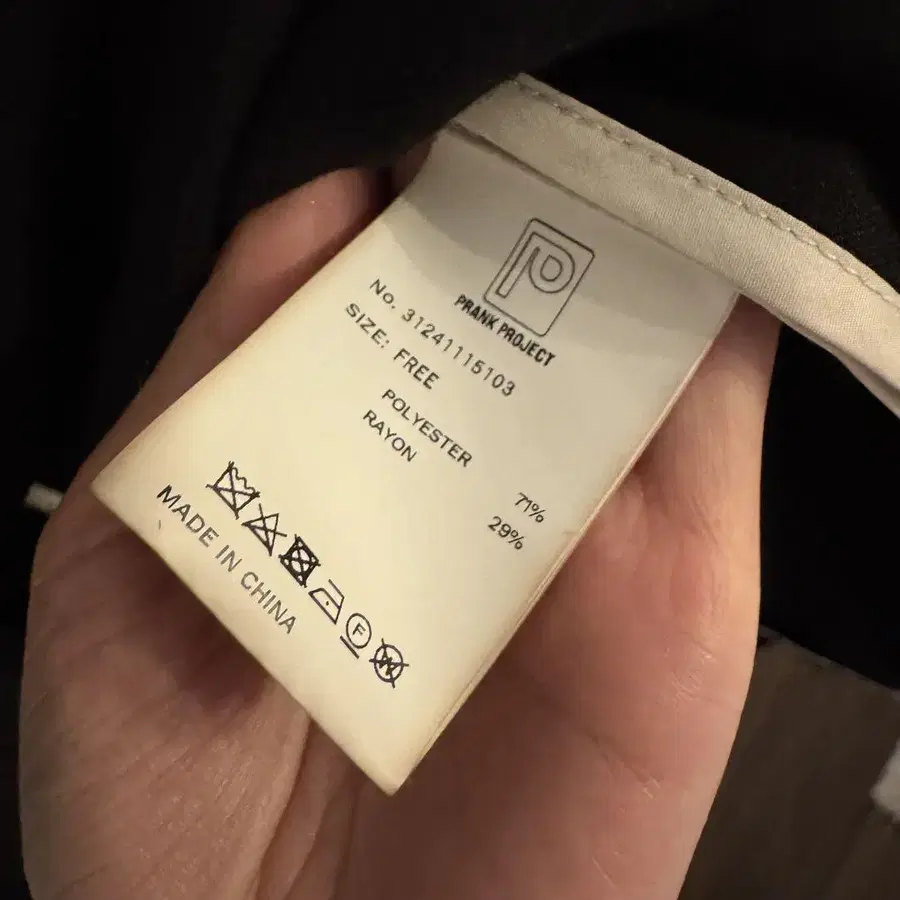 PRANK PROJECT
No. 31241115103
SIZE: FREE
POLYESTER 71%
RAYON 29%
F
W
MADE IN CHINA